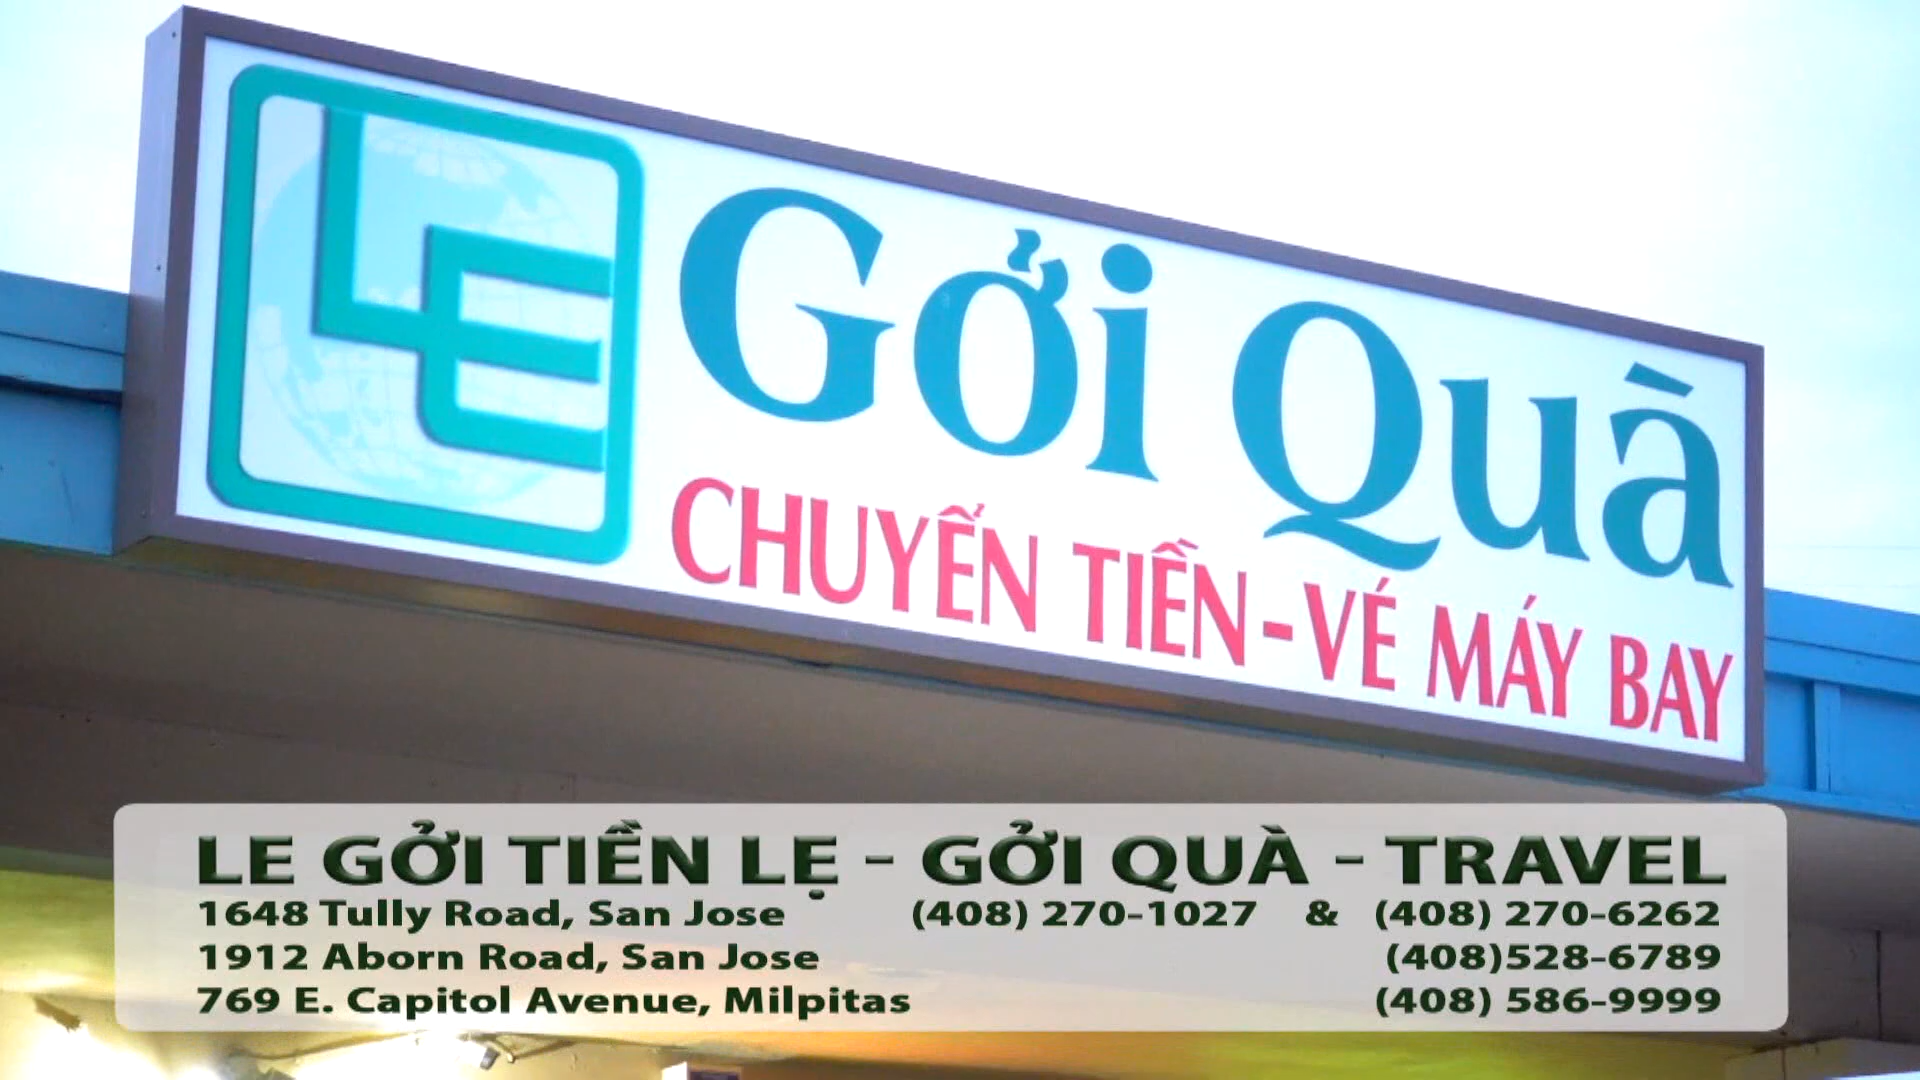 LE
Gởi Quà
CHUYỂN TIỀN-VÉ MÁY BAY
LE GỞI TIỀN LẸ - GỞI QUÀ - TRAVEL
1648 Tully Road, San Jose (408) 270-1027 & (408) 270-6262
1912 Aborn Road, San Jose (408)528-6789
769 E. Capitol Avenue, Milpitas (408) 586-9999